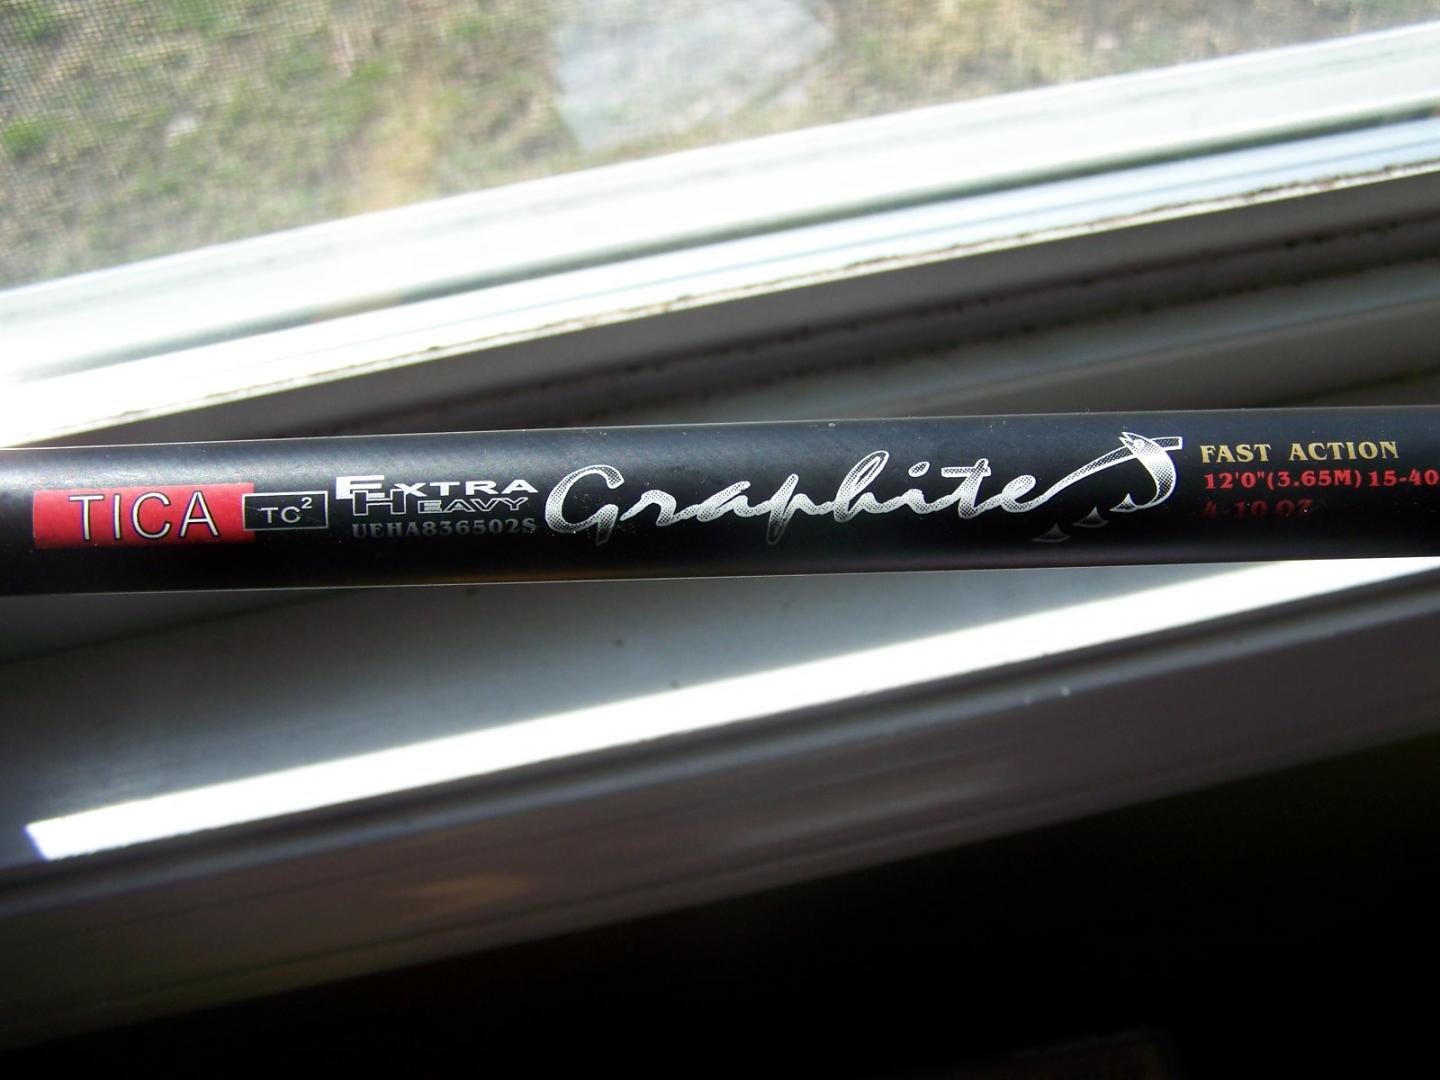 TICA TC² EXTRA HEAVY
UEHA836502S
Graphite
FAST ACTION
12'0"(3.65M) 15-40
4-10 OZ